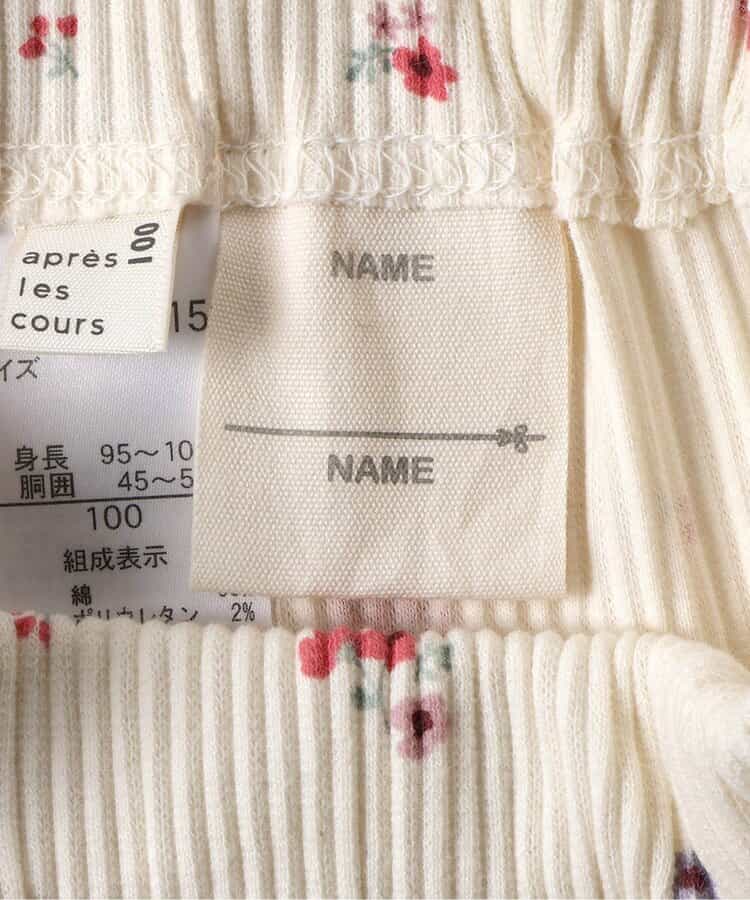 après
les
cours
100
15
イズ
身長 95～10
胴囲 45～5
100
組成表示
綿
ポリウレタン 2%
NAME
NAME